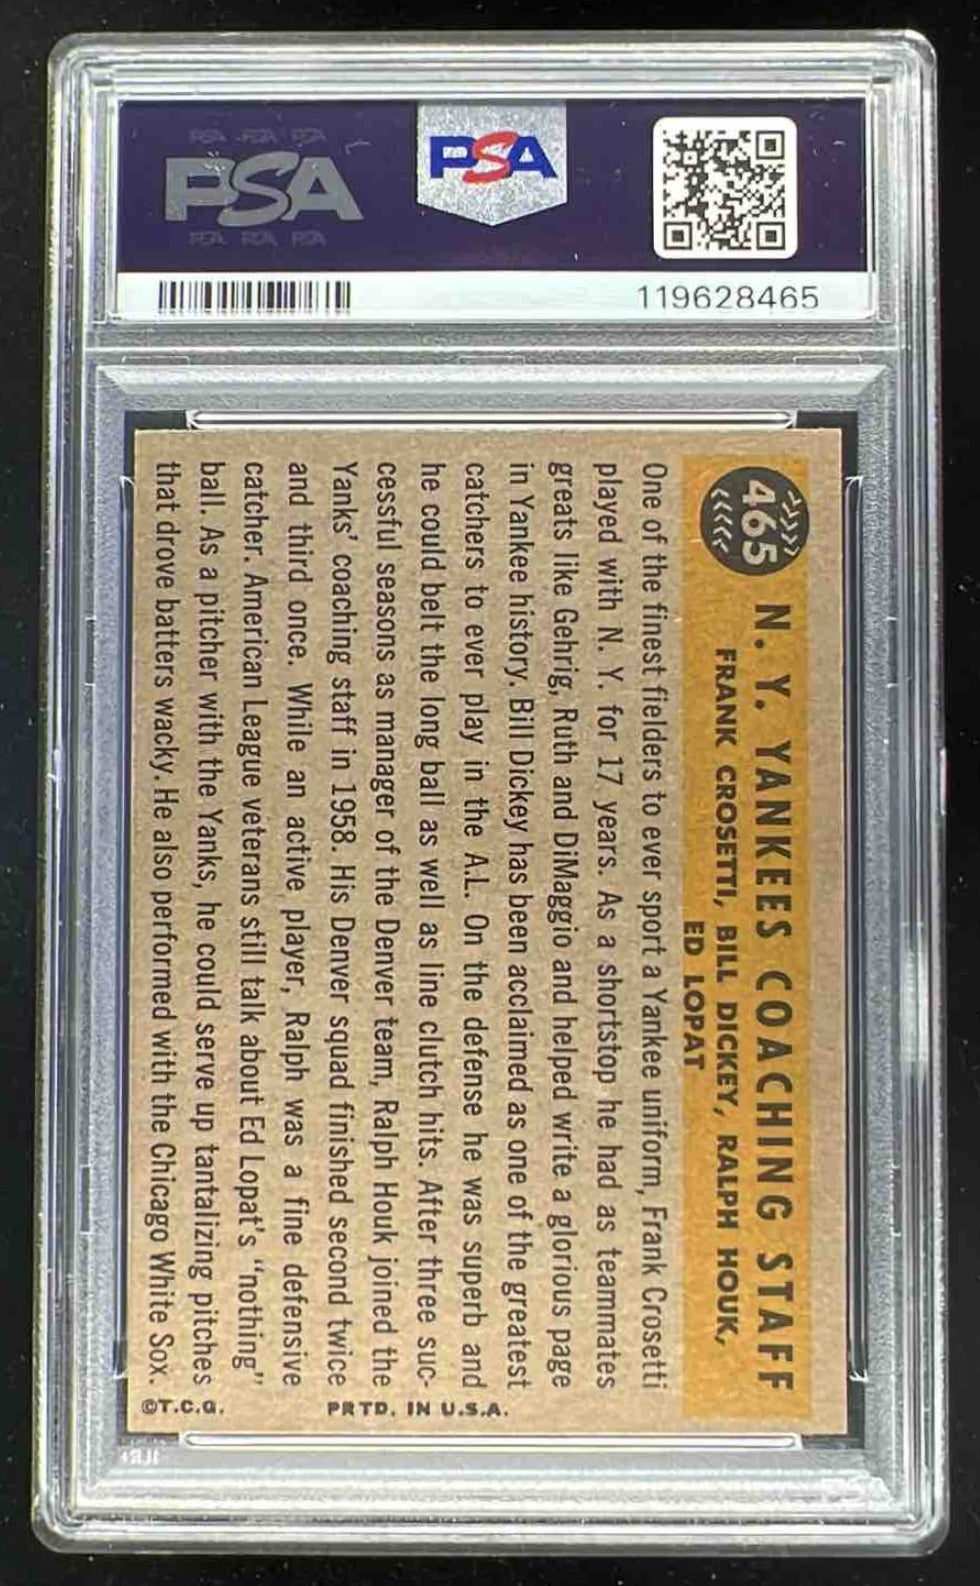 PSA PSA PSA
PSA
PSA PSA PSA
PSA
119628465
465
N. Y. YANKEES COACHING STAFF
FRANK CROSETTI, BILL DICKEY, RALPH HOUK,
ED LOPAT
One of the finest fielders to ever sport a Yankee uniform, Frank Crosetti
played with N. Y. for 17 years. As a shortstop he had as teammates
greats like Gehrig, Ruth and DiMaggio and helped write a glorious page
in Yankee history. Bill Dickey has been acclaimed as one of the greatest
catchers to ever play in the A.L. On the defense he was superb and
he could belt the long ball as well as line clutch hits. After three suc-
cessful seasons as manager of the Denver team, Ralph Houk joined the
Yanks' coaching staff in 1958. His Denver squad finished second twice
and third once. While an active player, Ralph was a fine defensive
catcher. American League veterans still talk about Ed Lopat's "nothing"
ball. As a pitcher with the Yanks, he could serve up tantalizing pitches
that drove batters wacky. He also performed with the Chicago White Sox.
©T.C.G.
PRTD. IN U.S.A.